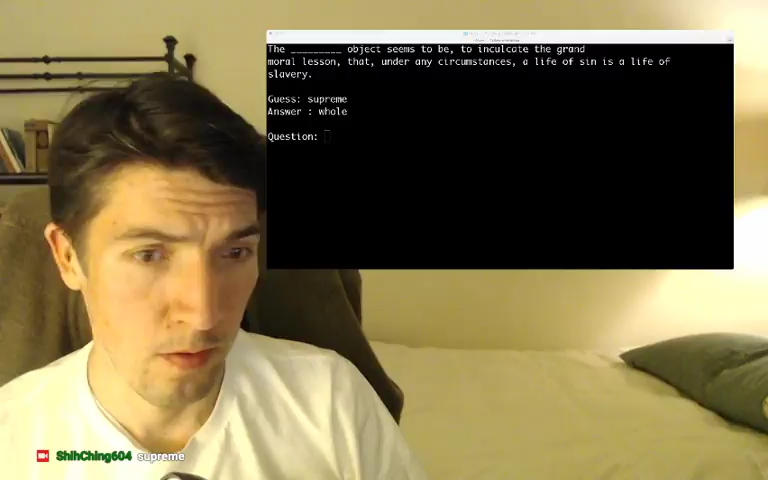 The _________ object seems to be, to inculcate the grand
moral lesson, that, under any circumstances, a life of sin is a life of
slavery.
Guess: supreme
Answer : whole
Question:
ShihChing604 supreme